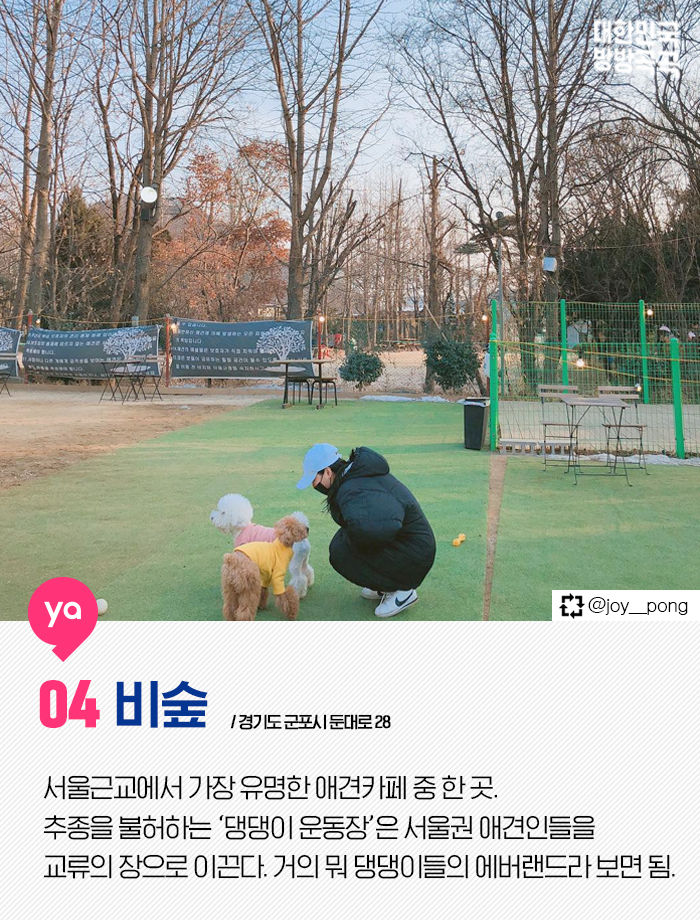 대한민국
방방곡곡
@joy__pong
ya
04 비숲 / 경기도 군포시 둔대로 28
서울근교에서 가장 유명한 애견카페 중 한 곳.
추종을 불허하는 ‘댕댕이 운동장’은 서울권 애견인들을
교류의 장으로 이끈다. 거의 뭐 댕댕이들의 에버랜드라 보면 됨.